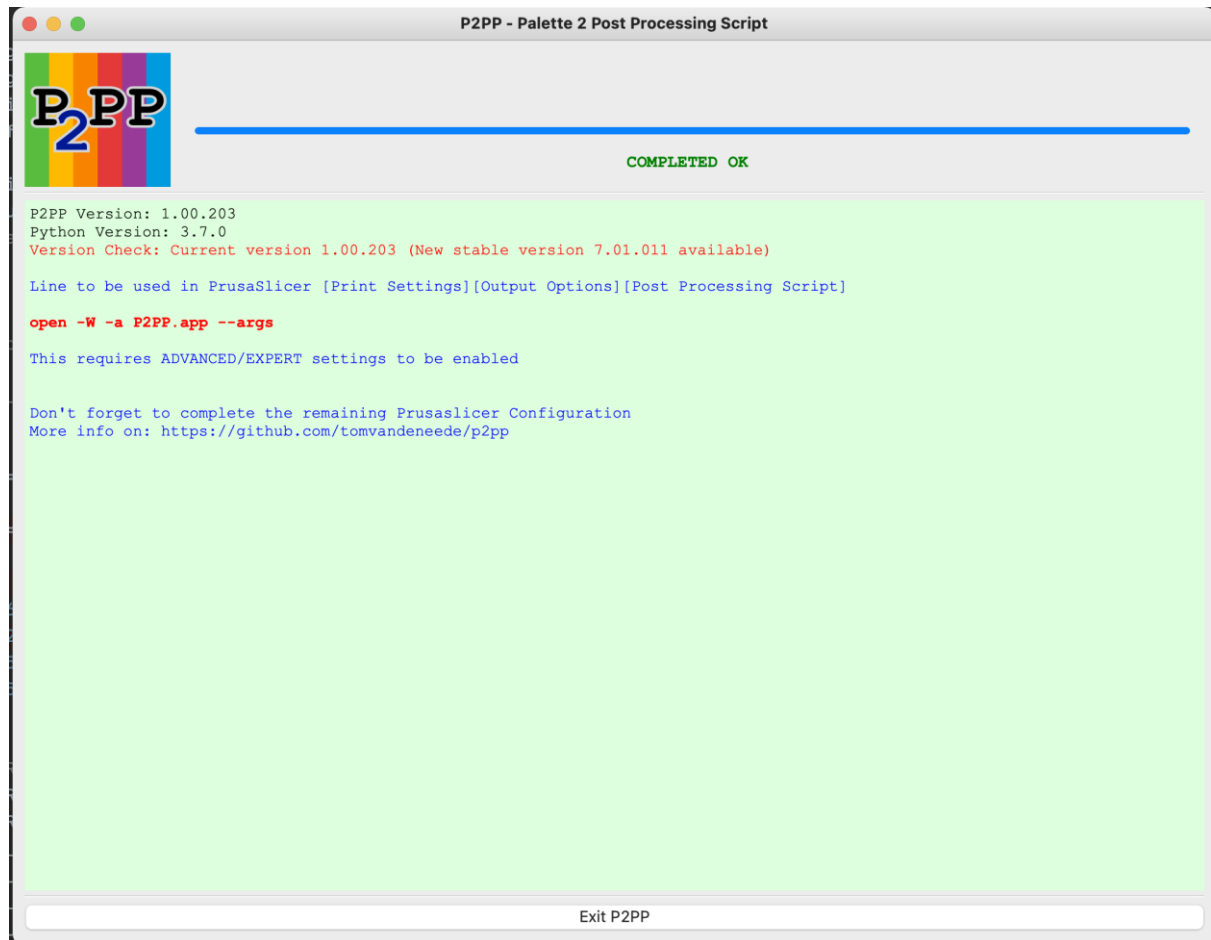 P2PP - Palette 2 Post Processing Script
P2PP
COMPLETED OK
P2PP Version: 1.00.203
Python Version: 3.7.0
Version Check: Current version 1.00.203 (New stable version 7.01.011 available)
Line to be used in PrusaSlicer [Print Settings][Output Options][Post Processing Script]
open -W -a P2PP.app --args
This requires ADVANCED/EXPERT settings to be enabled
Don't forget to complete the remaining Prusaslicer Configuration
More info on: https://github.com/tomvandeneede/p2pp
Exit P2PP